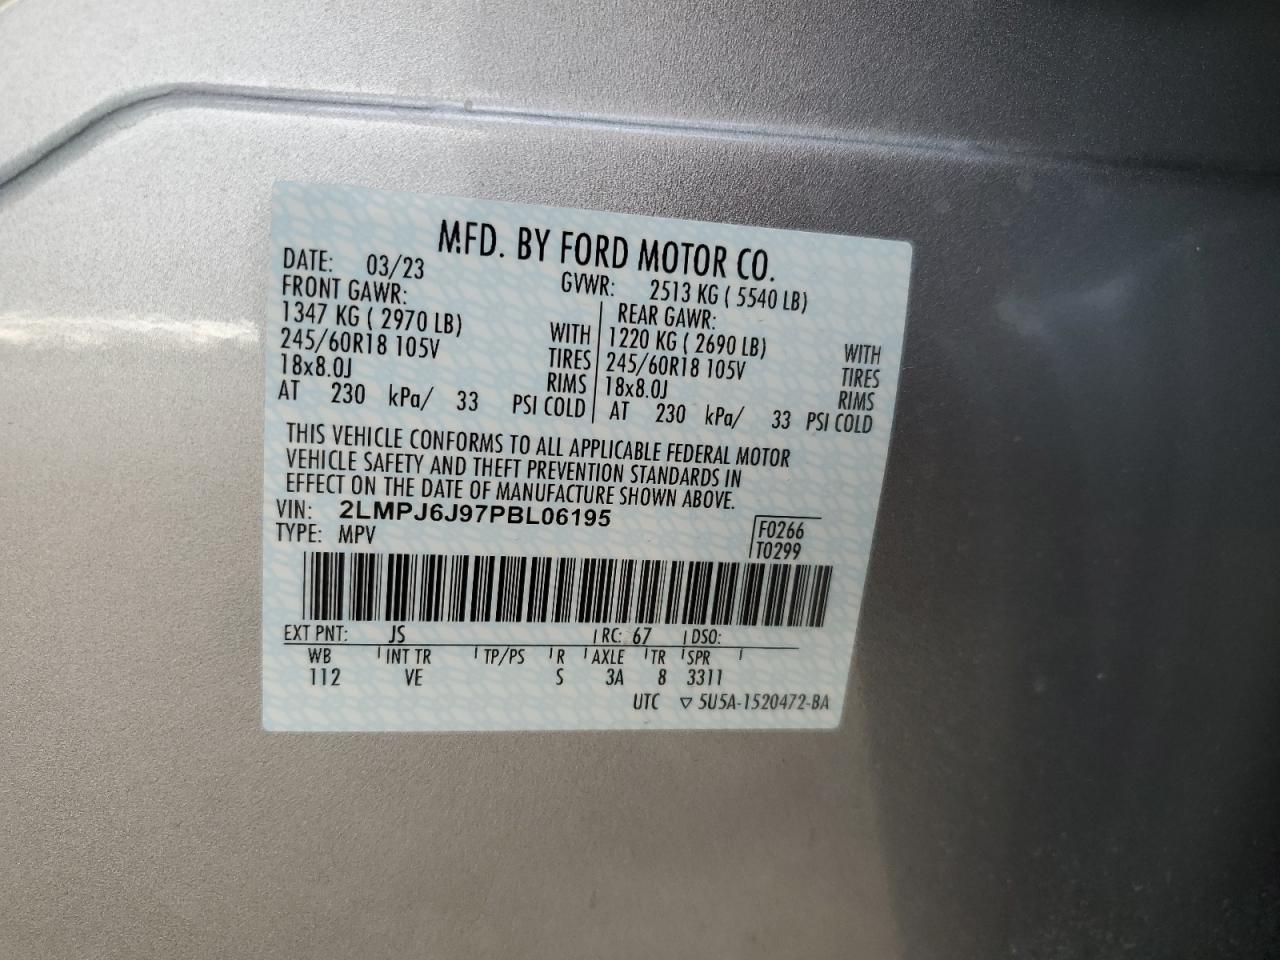 MFD. BY FORD MOTOR CO.
DATE: 03/23 GVWR: 2513 KG ( 5540 LB)
FRONT GAWR: REAR GAWR:
1347 KG ( 2970 LB) WITH 1220 KG ( 2690 LB) WITH
245/60R18 105V TIRES 245/60R18 105V TIRES
18x8.0J RIMS 18x8.0J RIMS
AT 230 kPa/ 33 PSI COLD AT 230 kPa/ 33 PSI COLD
THIS VEHICLE CONFORMS TO ALL APPLICABLE FEDERAL MOTOR
VEHICLE SAFETY AND THEFT PREVENTION STANDARDS IN
EFFECT ON THE DATE OF MANUFACTURE SHOWN ABOVE.
VIN: 2LMPJ6J97PBL06195
TYPE: MPV F0266
T0299
EXT PNT: JS RC: 67 DSO:
WB INT TR TP/PS R AXLE TR SPR
112 VE S 3A 8 3311
UTC ▽ 5U5A-1520472-BA